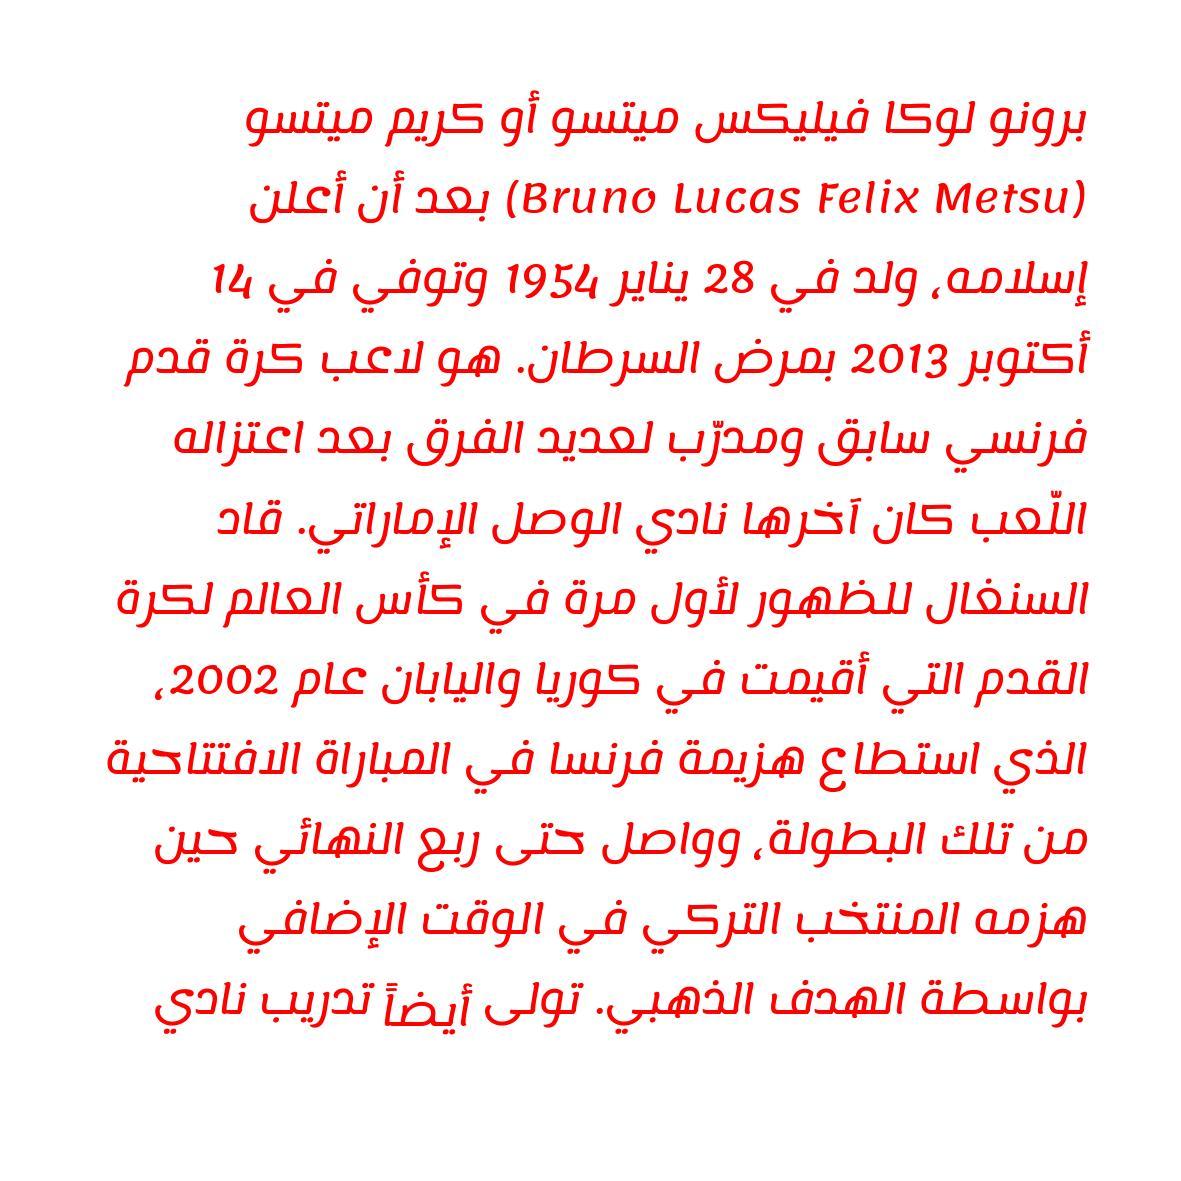 برونو لوكا فيليكس ميتسو أو كريم ميتسو
(Bruno Lucas Felix Metsu) بعد أن أعلن
إسلامه، ولد في 28 يناير 1954 وتوفي في 14
أكتوبر 2013 بمرض السرطان. هو لاعب كرة قدم
فرنسي سابق ومدرّب لعديد الفرق بعد اعتزاله
اللّعب كان آخرها نادي الوصل الإماراتي. قاد
السنغال للظهور لأول مرة في كأس العالم لكرة
القدم التي أقيمت في كوريا واليابان عام 2002،
الذي استطاع هزيمة فرنسا في المباراة الافتتاحية
من تلك البطولة، وواصل حتى ربع النهائي حين
هزمه المنتخب التركي في الوقت الإضافي
بواسطة الهدف الذهبي. تولى أيضاً تدريب نادي